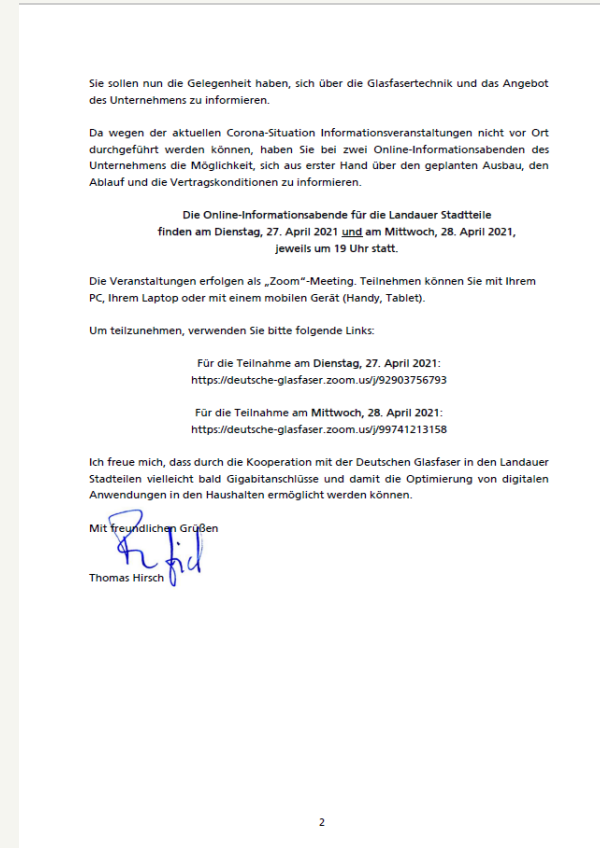 Sie sollen nun die Gelegenheit haben, sich über die Glasfasertechnik und das Angebot
des Unternehmens zu informieren.
Da wegen der aktuellen Corona-Situation Informationsveranstaltungen nicht vor Ort
durchgeführt werden können, haben Sie bei zwei Online-Informationsabenden des
Unternehmens die Möglichkeit, sich aus erster Hand über den geplanten Ausbau, den
Ablauf und die Vertragskonditionen zu informieren.
Die Online-Informationsabende für die Landauer Stadtteile
finden am Dienstag, 27. April 2021 und am Mittwoch, 28. April 2021,
jeweils um 19 Uhr statt.
Die Veranstaltungen erfolgen als „Zoom“-Meeting. Teilnehmen können Sie mit Ihrem
PC, Ihrem Laptop oder mit einem mobilen Gerät (Handy, Tablet).
Um teilzunehmen, verwenden Sie bitte folgende Links:
Für die Teilnahme am Dienstag, 27. April 2021:
https://deutsche-glasfaser.zoom.us/j/92903756793
Für die Teilnahme am Mittwoch, 28. April 2021:
https://deutsche-glasfaser.zoom.us/j/99741213158
Ich freue mich, dass durch die Kooperation mit der Deutschen Glasfaser in den Landauer
Stadteilen vielleicht bald Gigabitanschlüsse und damit die Optimierung von digitalen
Anwendungen in den Haushalten ermöglicht werden können.
Mit freundlichen Grüßen
Thomas Hirsch
2